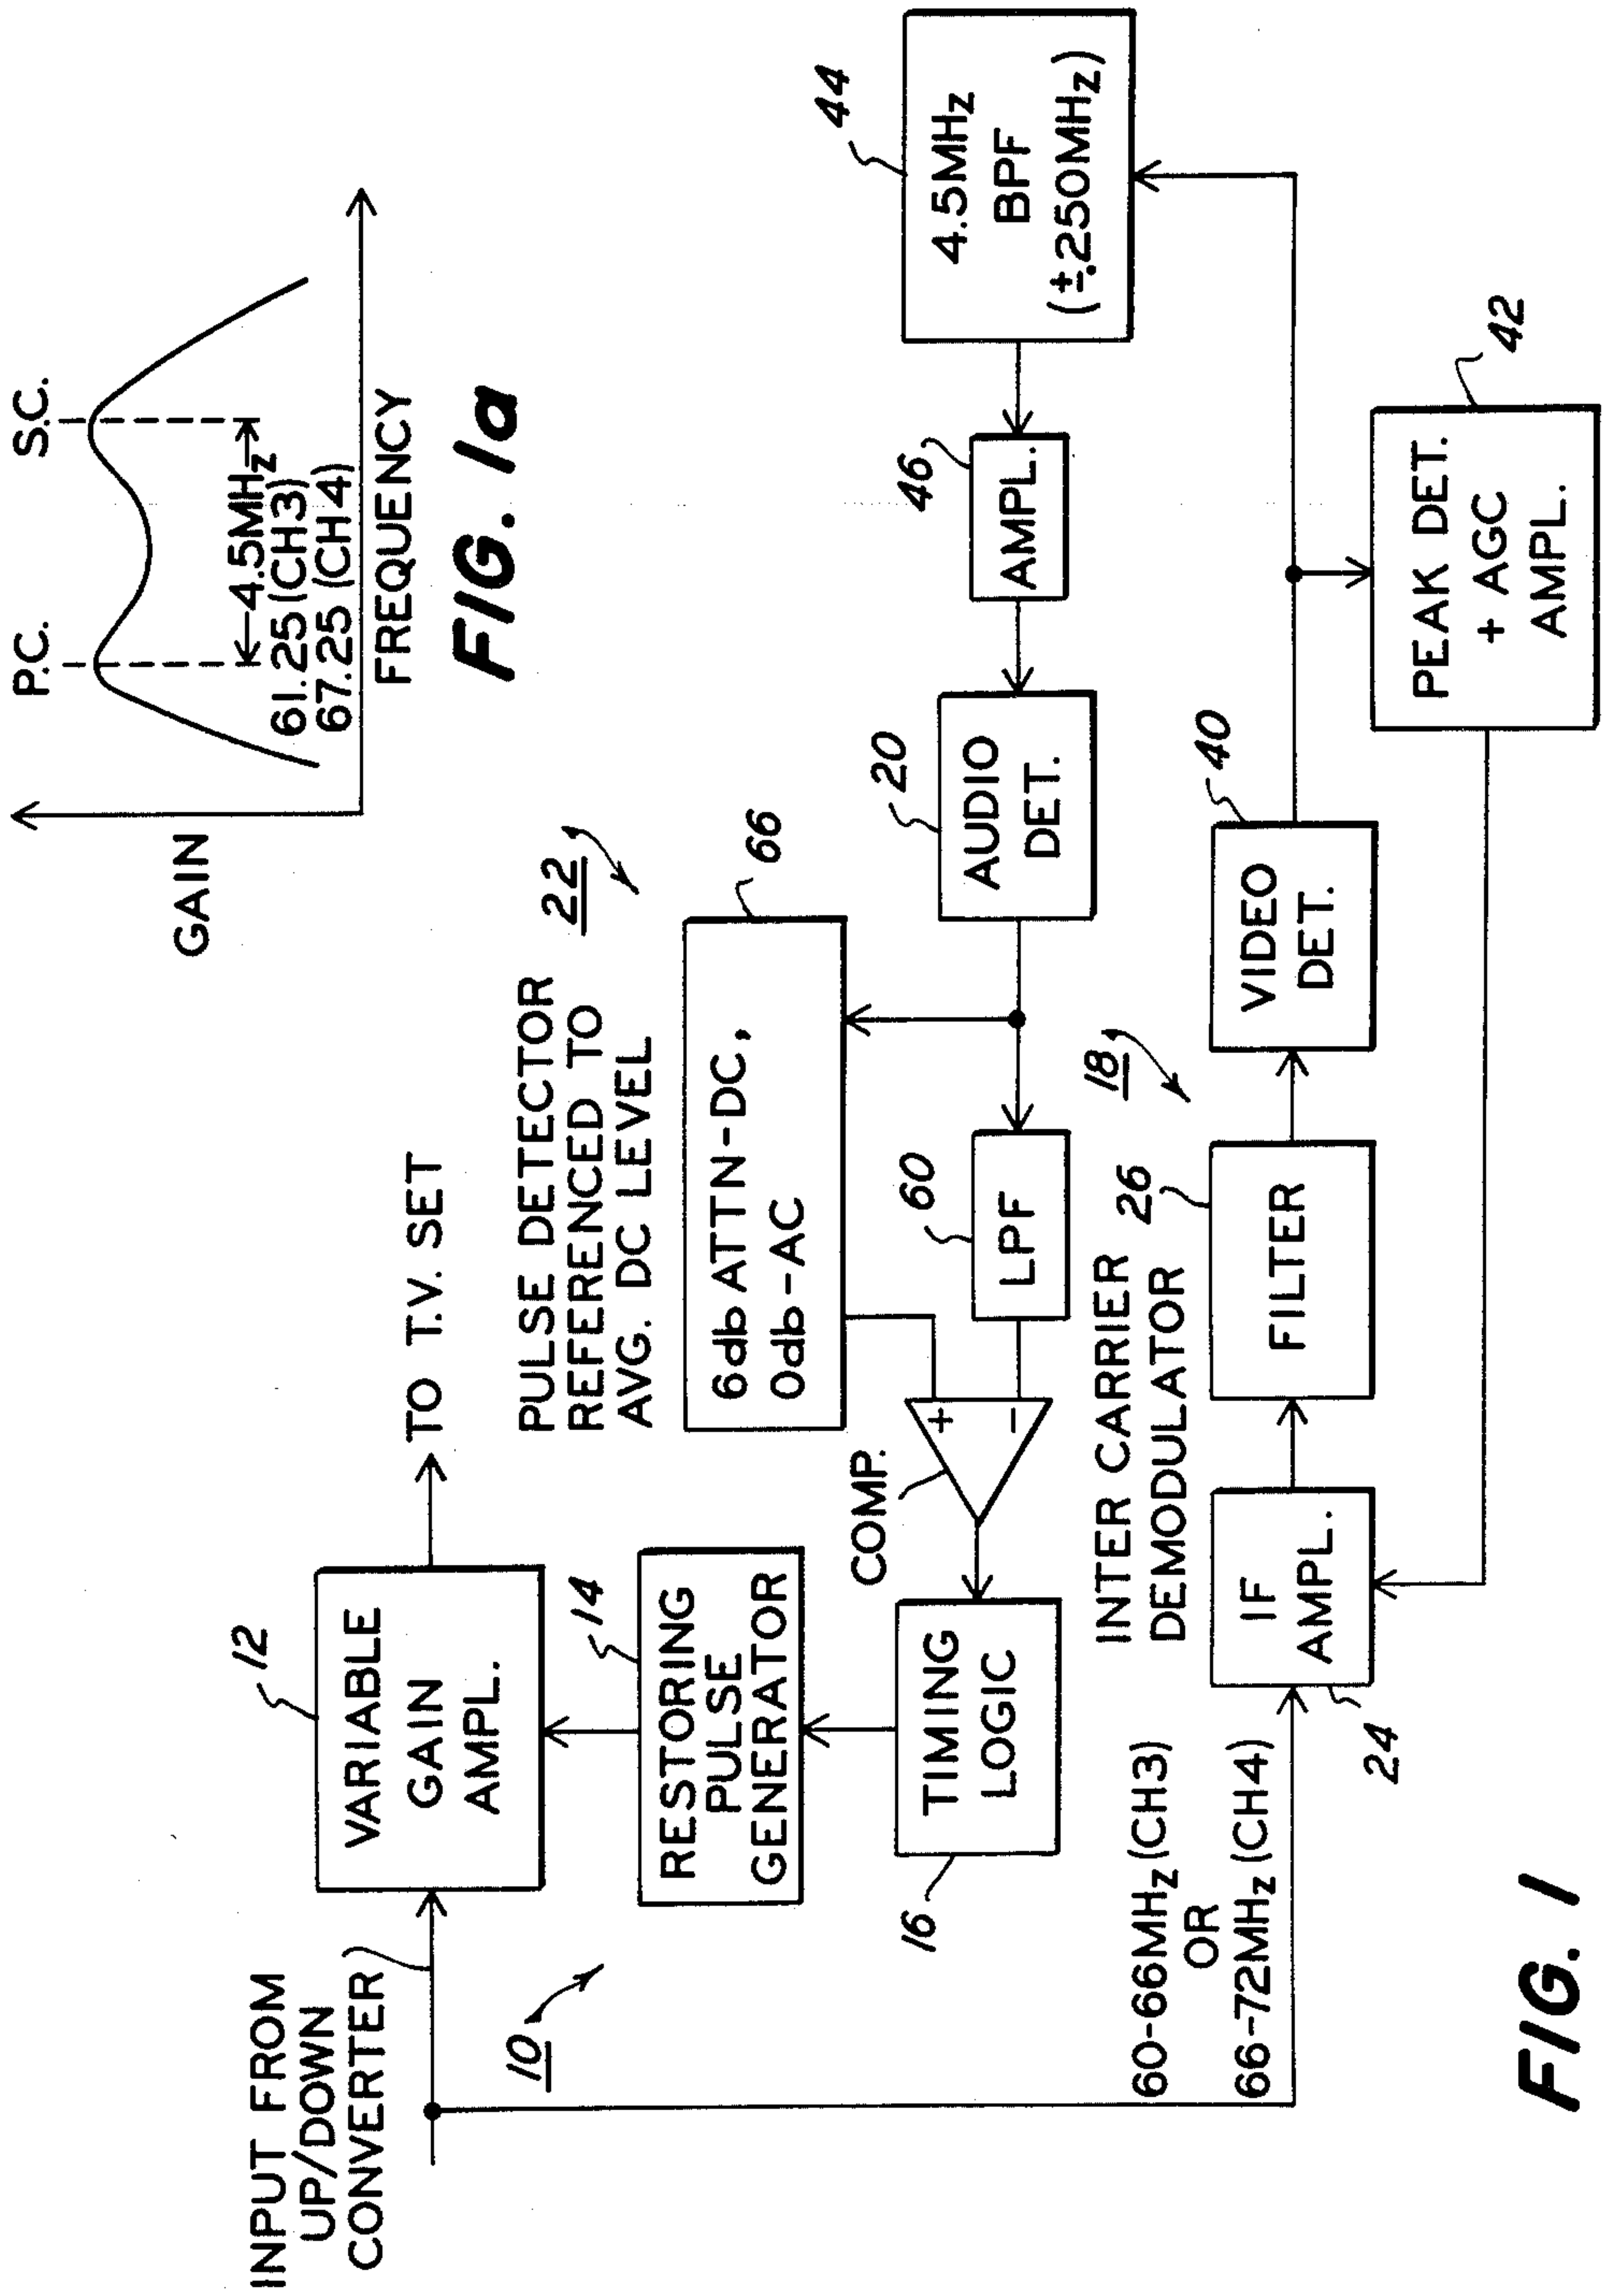 GAIN
P.C.
S.C.
4.5MHz
61.25(CH3)
67.25(CH4)
FREQUENCY
FIG. 1a
INPUT FROM
UP/DOWN
CONVERTER
10
12
VARIABLE
GAIN
AMPL.
TO T.V. SET
14
RESTORING
PULSE
GENERATOR
16
TIMING
LOGIC
COMP.
+
-
PULSE DETECTOR
REFERENCED TO
AVG. DC LEVEL
22
66
6db ATTN-DC,
0db-AC
60
LPF
20
AUDIO
DET.
46
AMPL.
44
4.5MHz
BPF
(±.250MHz)
60-66MHz(CH3)
OR
66-72MHz(CH4)
INTER CARRIER
DEMODULATOR
18
24
IF
AMPL.
26
FILTER
40
VIDEO
DET.
42
PEAK DET.
+ AGC
AMPL.
FIG. 1